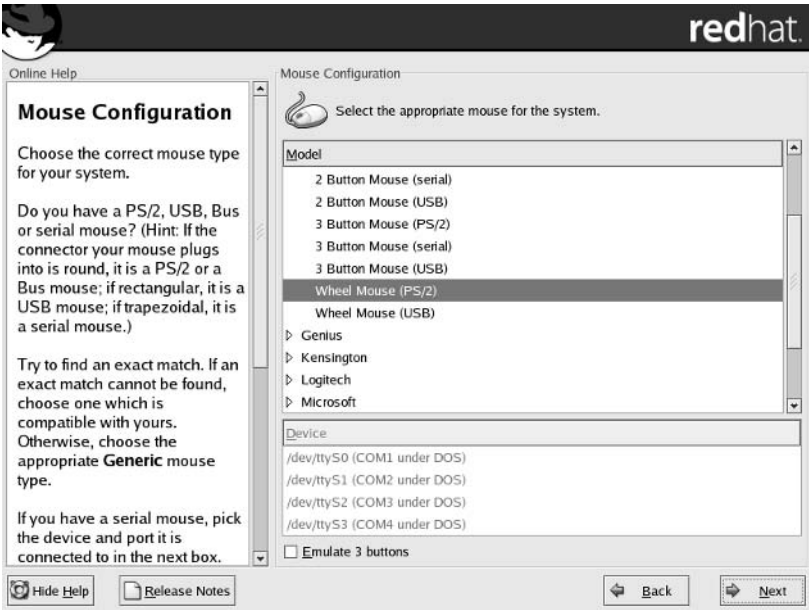 redhat.
Online Help
Mouse Configuration
Choose the correct mouse type
for your system.
Do you have a PS/2, USB, Bus
or serial mouse? (Hint: If the
connector your mouse plugs
into is round, it is a PS/2 or a
Bus mouse; if rectangular, it is a
USB mouse; if trapezoidal, it is
a serial mouse.)
Try to find an exact match. If an
exact match cannot be found,
choose one which is
compatible with yours.
Otherwise, choose the
appropriate Generic mouse
type.
If you have a serial mouse, pick
the device and port it is
connected to in the next box.
Mouse Configuration
Select the appropriate mouse for the system.
Model
2 Button Mouse (serial)
2 Button Mouse (USB)
3 Button Mouse (PS/2)
3 Button Mouse (serial)
3 Button Mouse (USB)
Wheel Mouse (PS/2)
Wheel Mouse (USB)
Genius
Kensington
Logitech
Microsoft
Device
/dev/ttyS0 (COM1 under DOS)
/dev/ttyS1 (COM2 under DOS)
/dev/ttyS2 (COM3 under DOS)
/dev/ttyS3 (COM4 under DOS)
Emulate 3 buttons
Hide Help
Release Notes
Back
Next